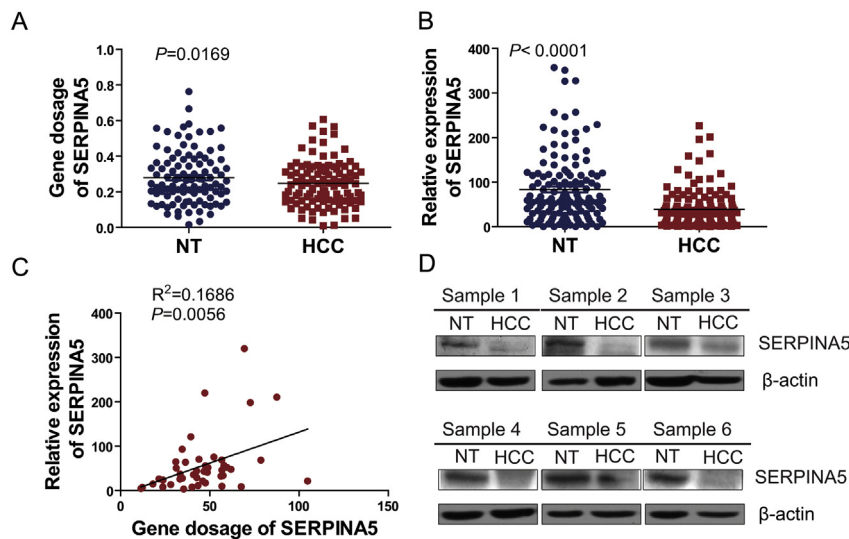 A
P=0.0169
Gene dosage
of SERPINA5
1.0
0.8
0.6
0.4
0.2
0.0
NT HCC
B
P< 0.0001
Relative expression
of SERPINA5
400
300
200
100
0
NT HCC
C
R²=0.1686
P=0.0056
Relative expression
of SERPINA5
400
300
200
100
0
0 50 100 150
Gene dosage of SERPINA5
D
Sample 1 Sample 2 Sample 3
NT HCC NT HCC NT HCC
SERPINA5
β-actin
Sample 4 Sample 5 Sample 6
NT HCC NT HCC NT HCC
SERPINA5
β-actin